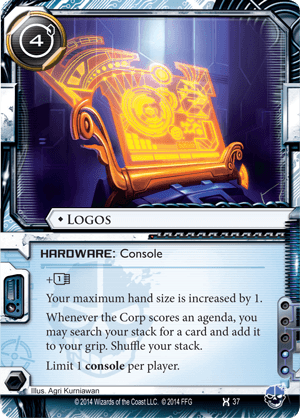 4
LOGOS
HARDWARE: Console
+1
Your maximum hand size is increased by 1.
Whenever the Corp scores an agenda, you
may search your stack for a card and add it
to your grip. Shuffle your stack.
Limit 1 console per player.
Illus. Agri Kurniawan
© 2014 Wizards of the Coast LLC. © 2014 FFG
37